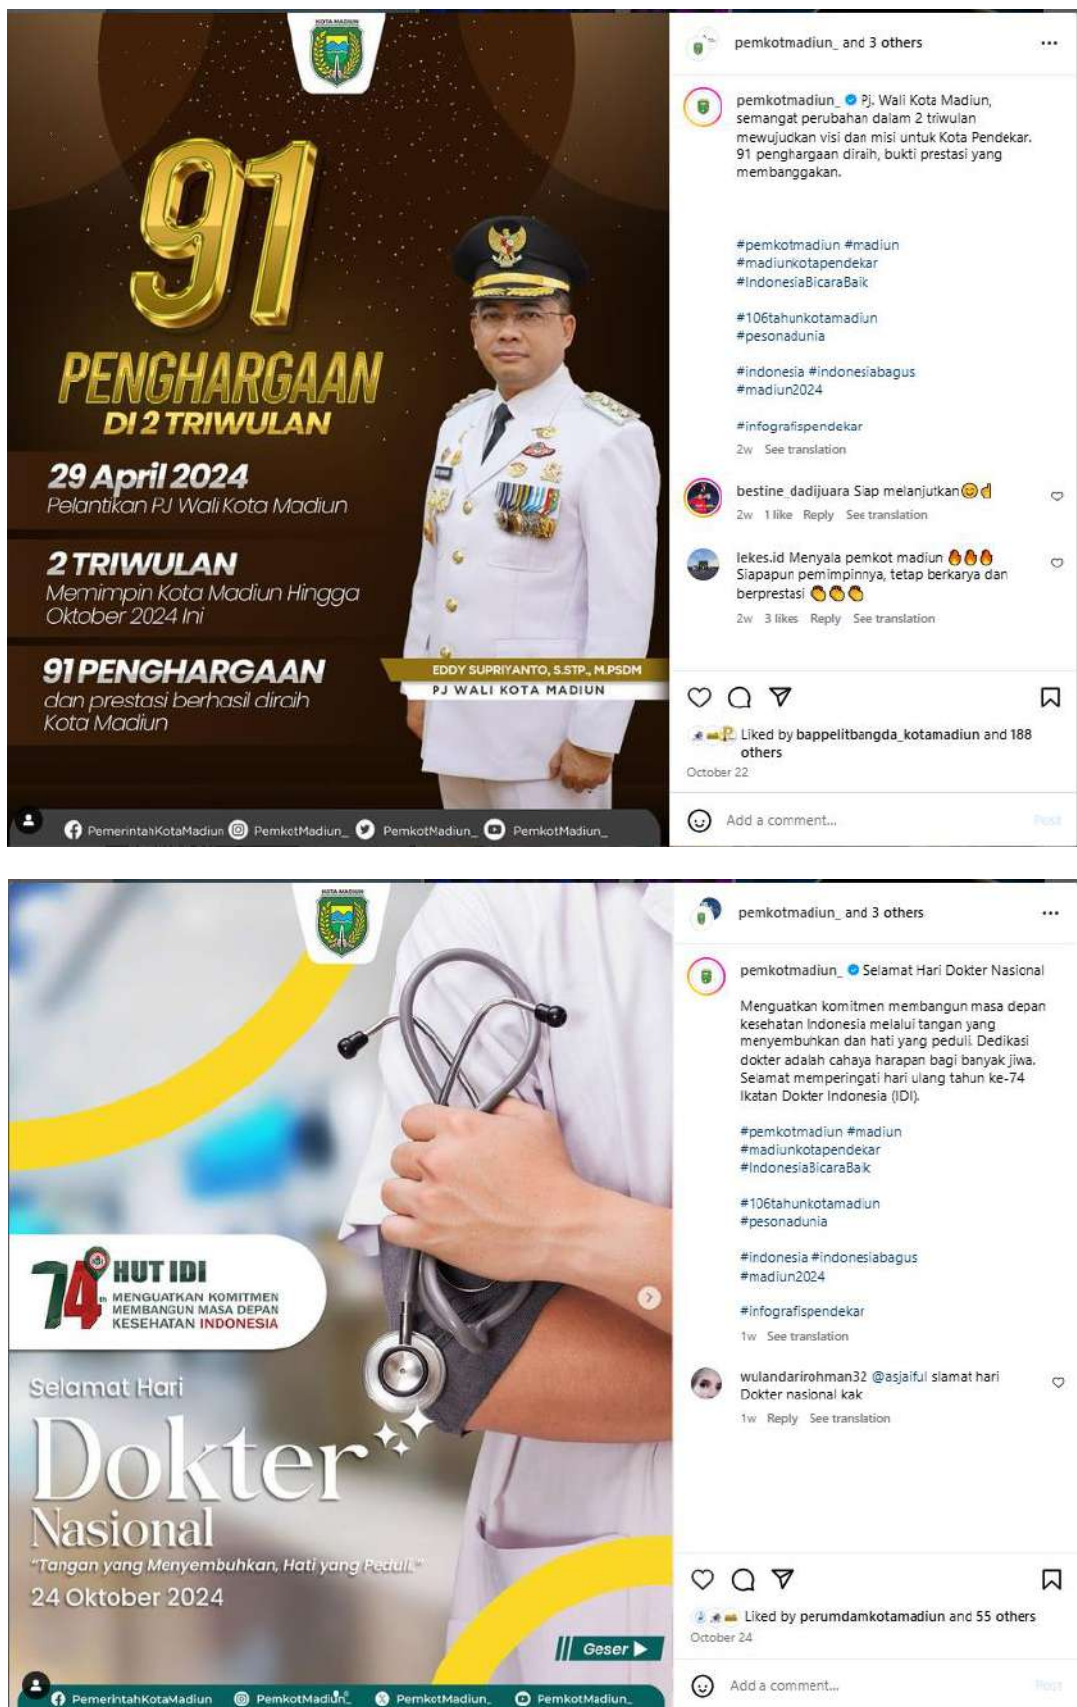 KOTA MADIUN
91
PENGHARGAAN
DI 2 TRIWULAN
29 April 2024
Pelantikan PJ Wali Kota Madiun
2 TRIWULAN
Memimpin Kota Madiun Hingga
Oktober 2024 Ini
91 PENGHARGAAN
dan prestasi berhasil diraih
Kota Madiun
EDDY SUPRIYANTO, S.STP., M.PSDM
PJ WALI KOTA MADIUN
PemerintahKotaMadiun PemkotMadiun_ PemkotMadiun_ PemkotMadiun_
pemkotmadiun_ and 3 others
pemkotmadiun_ Pj. Wali Kota Madiun,
semangat perubahan dalam 2 triwulan
mewujudkan visi dan misi untuk Kota Pendekar.
91 penghargaan diraih, bukti prestasi yang
membanggakan.
#pemkotmadiun #madiun
#madiunkotapendekar
#IndonesiaBicaraBaik
#106tahunkotamadiun
#pesonadunia
#indonesia #indonesiabagus
#madiun2024
#infografispendekar
2w See translation
bestine_dadijuara Siap melanjutkan😊☝
2w 1 like Reply See translation
lekes.id Menyala pemkot madiun 🔥🔥🔥
Siapapun pemimpinnya, tetap berkarya dan
berprestasi 👏👏👏
2w 3 likes Reply See translation
Liked by bappelitbangda_kotamadiun and 188
others
October 22
Add a comment...
Post
KOTA MADIUN
74th HUT IDI
MENGUATKAN KOMITMEN
MEMBANGUN MASA DEPAN
KESEHATAN INDONESIA
Selamat Hari
Dokter
Nasional
"Tangan yang Menyembuhkan, Hati yang Peduli."
24 Oktober 2024
Geser
PemerintahKotaMadiun PemkotMadiun_ PemkotMadiun_ PemkotMadiun_
pemkotmadiun_ and 3 others
pemkotmadiun_ Selamat Hari Dokter Nasional
Menguatkan komitmen membangun masa depan
kesehatan Indonesia melalui tangan yang
menyembuhkan dan hati yang peduli. Dedikasi
dokter adalah cahaya harapan bagi banyak jiwa.
Selamat memperingati hari ulang tahun ke-74
Ikatan Dokter Indonesia (IDI).
#pemkotmadiun #madiun
#madiunkotapendekar
#IndonesiaBicaraBaik
#106tahunkotamadiun
#pesonadunia
#indonesia #indonesiabagus
#madiun2024
#infografispendekar
1w See translation
wulandarirohman32 @asjaiful slamat hari
Dokter nasional kak
1w Reply See translation
Liked by perumdamkotamadiun and 55 others
October 24
Add a comment...
Post